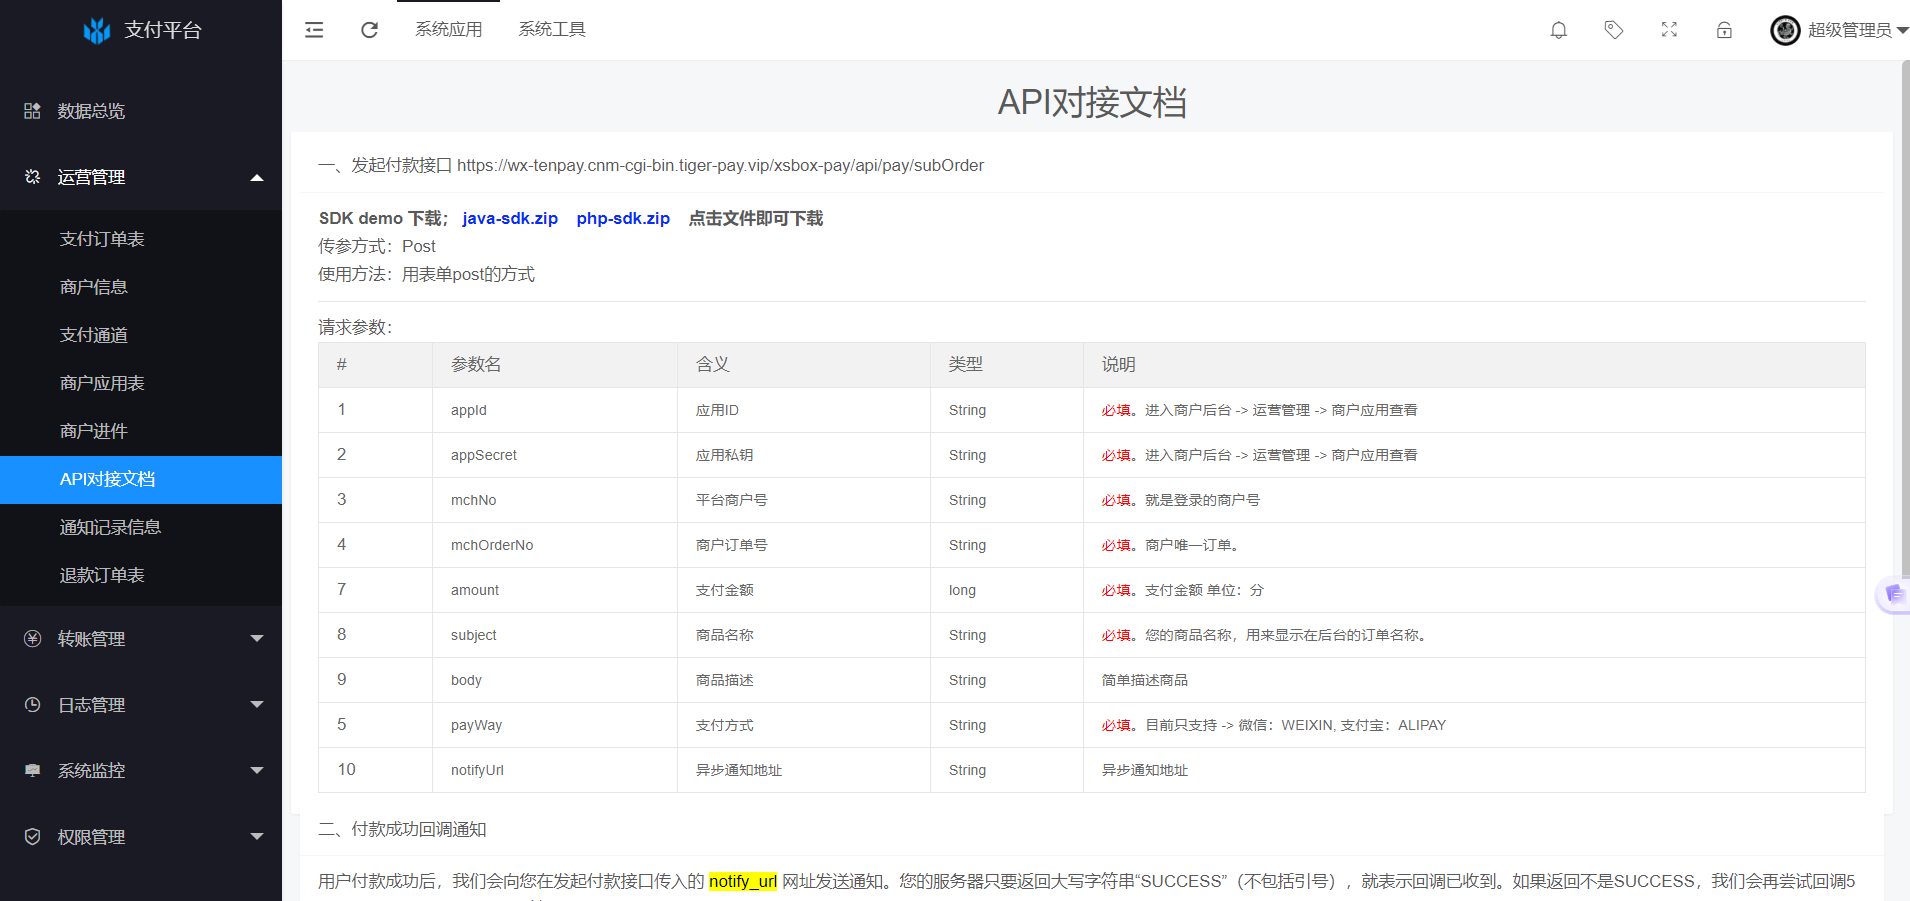 支付平台
系统应用
系统工具
超级管理员
数据总览
运营管理
支付订单表
商户信息
支付通道
商户应用表
商户进件
API对接文档
通知记录信息
退款订单表
转账管理
日志管理
系统监控
权限管理
API对接文档
一、发起付款接口 https://wx-tenpay.cnm-cgi-bin.tiger-pay.vip/xsbox-pay/api/pay/subOrder
SDK demo 下载； java-sdk.zip php-sdk.zip 点击文件即可下载
传参方式：Post
使用方法：用表单post的方式
请求参数：
# 参数名 含义 类型 说明
1 appId 应用ID String 必填。进入商户后台 -> 运营管理 -> 商户应用查看
2 appSecret 应用私钥 String 必填。进入商户后台 -> 运营管理 -> 商户应用查看
3 mchNo 平台商户号 String 必填。就是登录的商户号
4 mchOrderNo 商户订单号 String 必填。商户唯一订单。
7 amount 支付金额 long 必填。支付金额 单位：分
8 subject 商品名称 String 必填。您的商品名称，用来显示在后台的订单名称。
9 body 商品描述 String 简单描述商品
5 payWay 支付方式 String 必填。目前只支持 -> 微信：WEIXIN, 支付宝：ALIPAY
10 notifyUrl 异步通知地址 String 异步通知地址
二、付款成功回调通知
用户付款成功后，我们会向您在发起付款接口传入的 notify_url 网址发送通知。您的服务器只要返回大写字符串“SUCCESS”（不包括引号），就表示回调已收到。如果返回不是SUCCESS，我们会再尝试回调5